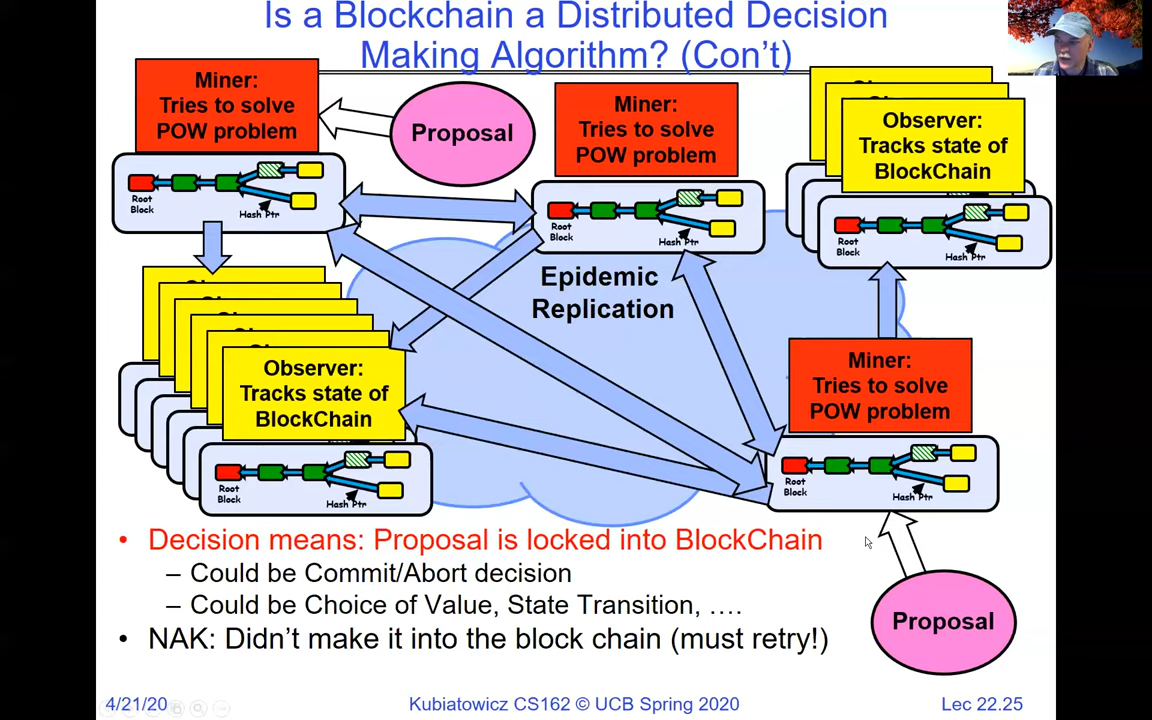 Is a Blockchain a Distributed Decision
Making Algorithm? (Con't)
Miner:
Tries to solve
POW problem
Root
Block
Hash Ptr
Proposal
Miner:
Tries to solve
POW problem
Root
Block
Hash Ptr
Observer:
Tracks state of
BlockChain
Root
Block
Hash Ptr
Epidemic
Replication
Observer:
Tracks state of
BlockChain
Root
Block
Hash Ptr
Miner:
Tries to solve
POW problem
Root
Block
Hash Ptr
Proposal
• Decision means: Proposal is locked into BlockChain
– Could be Commit/Abort decision
– Could be Choice of Value, State Transition, ….
• NAK: Didn't make it into the block chain (must retry!)
4/21/20
Kubiatowicz CS162 © UCB Spring 2020
Lec 22.25